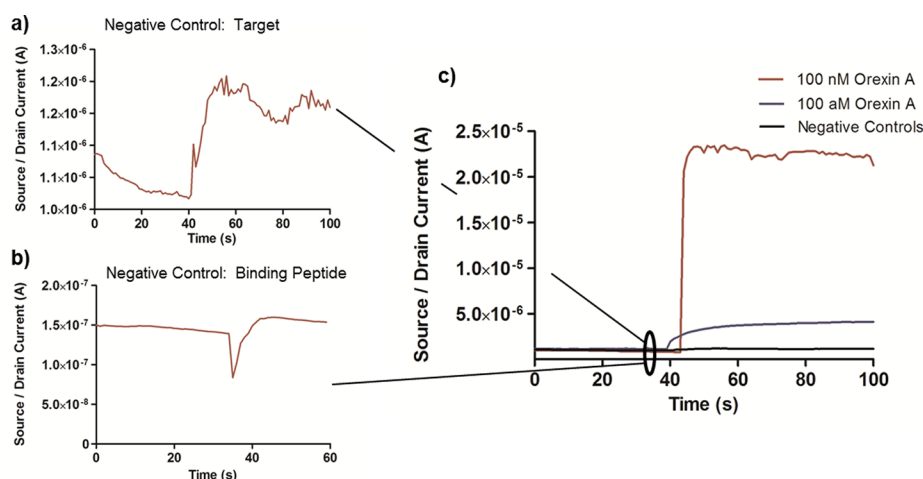 a)
Negative Control: Target
Source / Drain Current (A)
1.3×10⁻⁶
1.2×10⁻⁶
1.2×10⁻⁶
1.1×10⁻⁶
1.1×10⁻⁶
1.0×10⁻⁶
0 20 40 60 80 100
Time (s)
b)
Negative Control: Binding Peptide
Source / Drain Current (A)
2.0×10⁻⁷
1.5×10⁻⁷
1.0×10⁻⁷
5.0×10⁻⁸
0
0 20 40 60
Time (s)
c)
100 nM Orexin A
100 aM Orexin A
Negative Controls
Source / Drain Current (A)
2.5×10⁻⁵
2.0×10⁻⁵
1.5×10⁻⁵
1.0×10⁻⁵
5.0×10⁻⁶
0 20 40 60 80 100
Time (s)